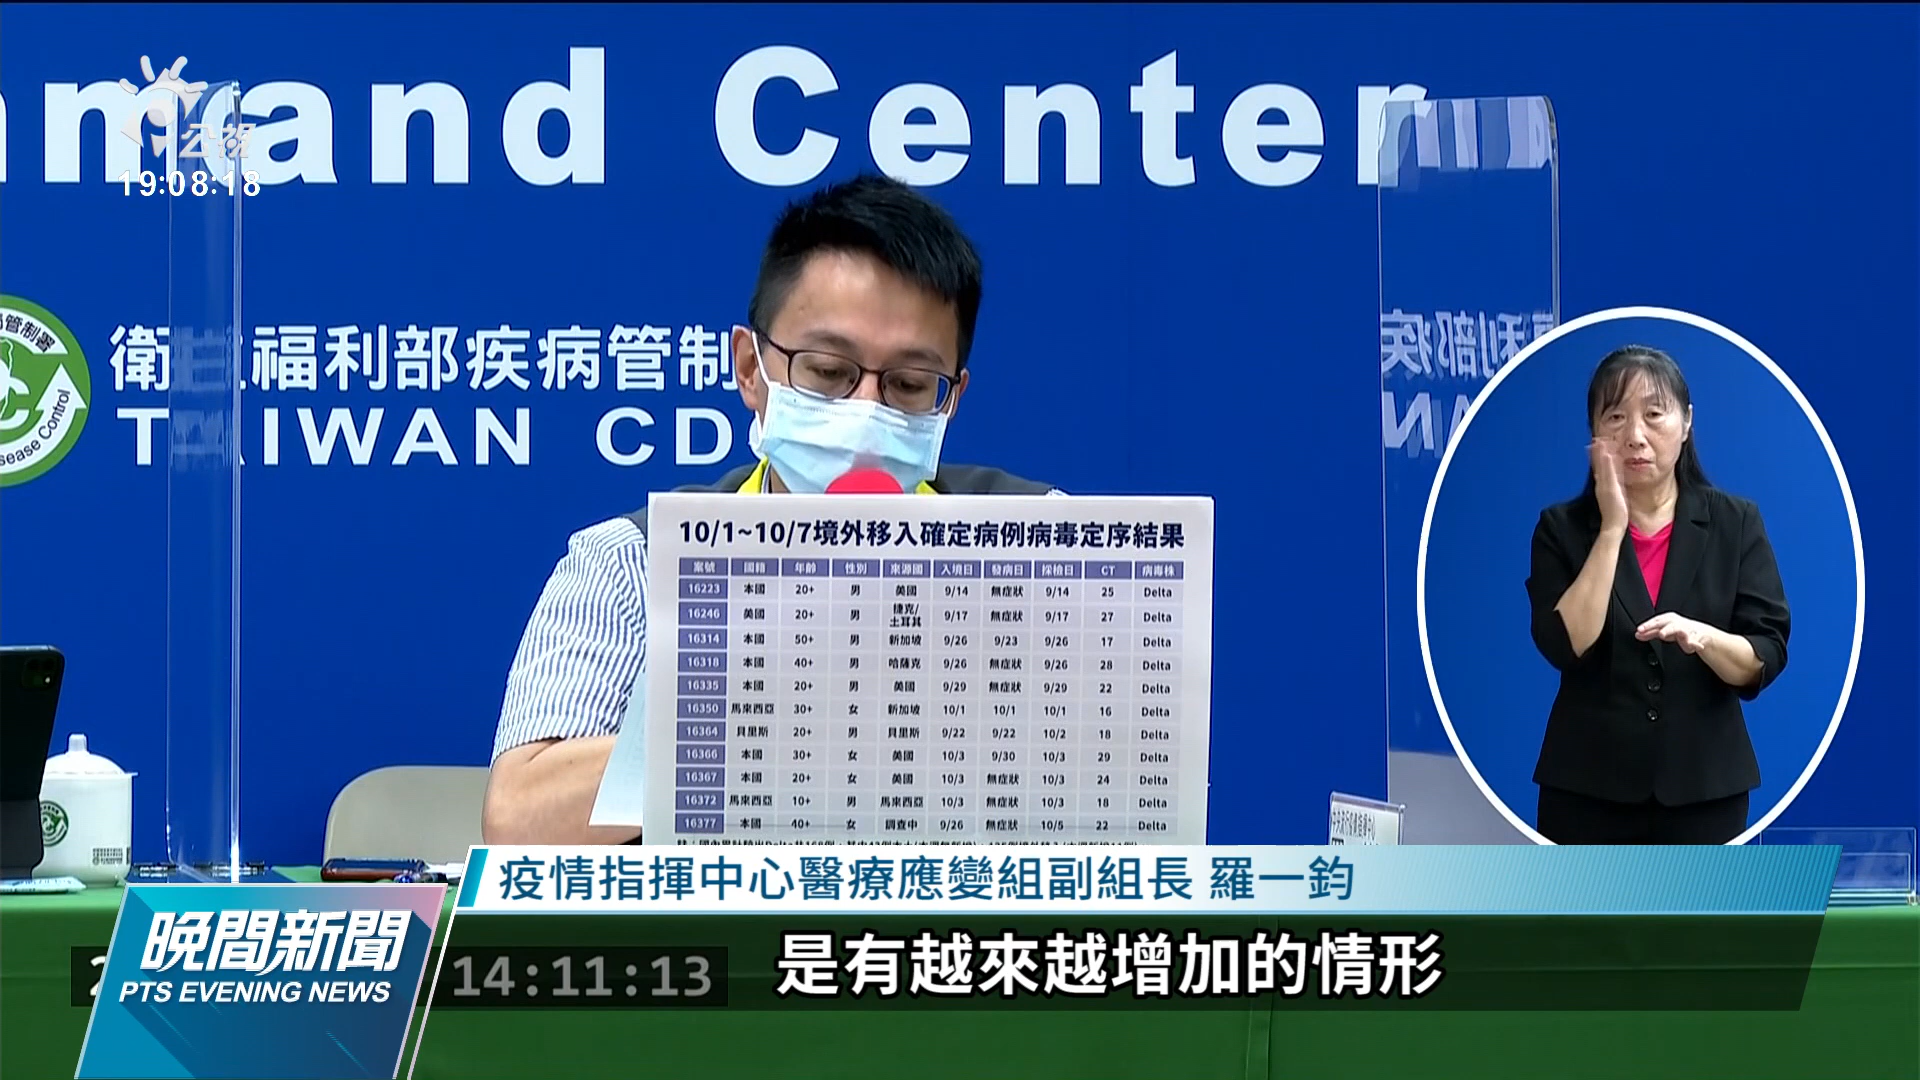 mmand Center
公視
19:08:18
管制署
sease Control
衛生福利部疾病管制
TAIWAN CDC
10/1~10/7境外移入確定病例病毒定序結果
案號 國籍 年齡 性別 來源國 入境日 發病日 採檢日 CT 病毒株
16223 本國 20+ 男 美國 9/14 無症狀 9/14 25 Delta
16246 美國 20+ 男 捷克/土耳其 9/17 無症狀 9/17 27 Delta
16314 本國 50+ 男 新加坡 9/26 9/23 9/26 17 Delta
16318 本國 40+ 男 哈薩克 9/26 無症狀 9/26 28 Delta
16335 本國 20+ 男 美國 9/29 無症狀 9/29 22 Delta
16350 馬來西亞 30+ 女 新加坡 10/1 10/1 10/1 16 Delta
16364 貝里斯 20+ 男 貝里斯 9/22 9/22 10/2 18 Delta
16366 本國 30+ 女 美國 10/3 9/30 10/3 29 Delta
16367 本國 20+ 女 美國 10/3 無症狀 10/3 24 Delta
16372 馬來西亞 10+ 男 馬來西亞 10/3 無症狀 10/3 18 Delta
16377 本國 40+ 女 調查中 9/26 無症狀 10/5 22 Delta
疫情指揮中心醫療應變組副組長 羅一鈞
是有越來越增加的情形
晚間新聞
PTS EVENING NEWS
14:11:13